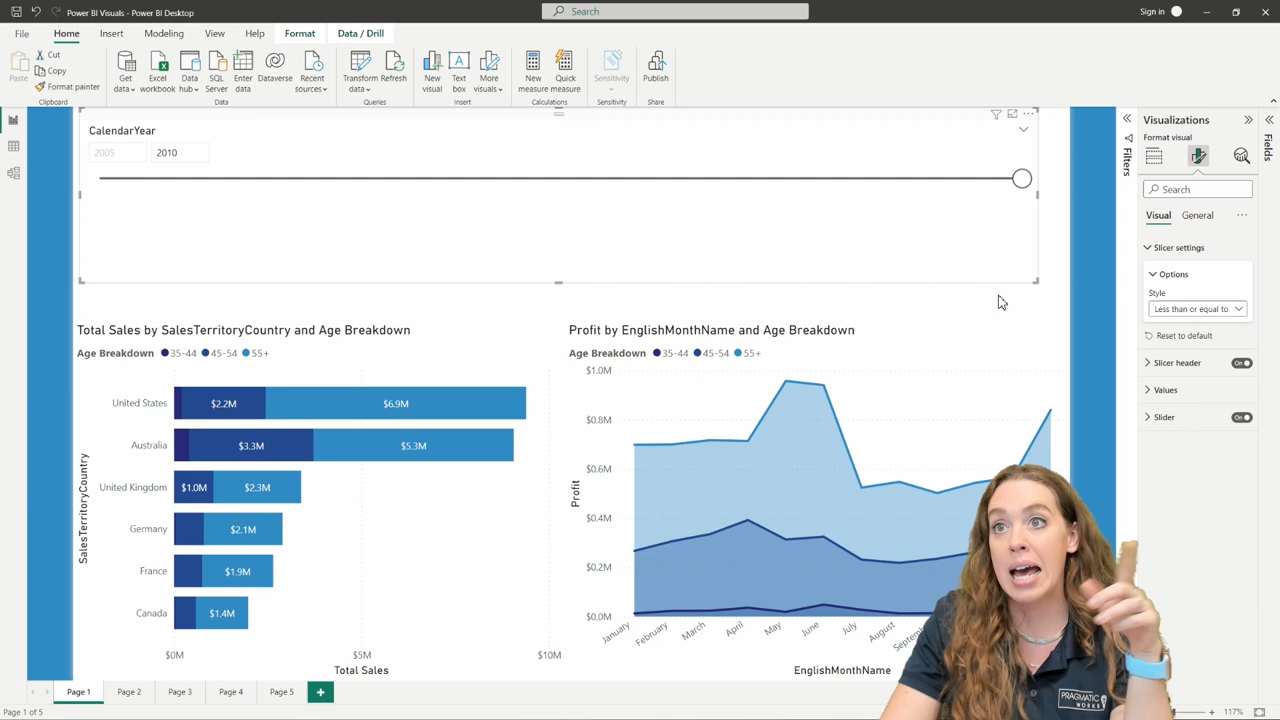 Power BI Visuals - Power BI Desktop
Search
Sign in
File Home Insert Modeling View Help Format Data / Drill
Paste
Cut
Copy
Format painter
Clipboard
Get data
Excel workbook
Data hub
SQL Server
Enter data
Dataverse
Recent sources
Data
Transform data
Refresh
Queries
New visual
Text box
More visuals
Insert
New measure
Quick measure
Calculations
Sensitivity
Sensitivity
Publish
Share
CalendarYear
2005 2010
Total Sales by SalesTerritoryCountry and Age Breakdown
Age Breakdown 35-44 45-54 55+
SalesTerritoryCountry
United States $2.2M $6.9M
Australia $3.3M $5.3M
United Kingdom $1.0M $2.3M
Germany $2.1M
France $1.9M
Canada $1.4M
$0M $5M $10M
Total Sales
Profit by EnglishMonthName and Age Breakdown
Age Breakdown 35-44 45-54 55+
Profit
$1.0M
$0.8M
$0.6M
$0.4M
$0.2M
$0.0M
January February March April May June July August
EnglishMonthName
Filters
Visualizations
Format visual
Search
Visual General
Slicer settings
Options
Style
Less than or equal to
Reset to default
Slicer header On
Values
Slider On
Fields
PRAGMATIC
WORKS
Page 1 Page 2 Page 3 Page 4 Page 5 +
Page 1 of 5
117%